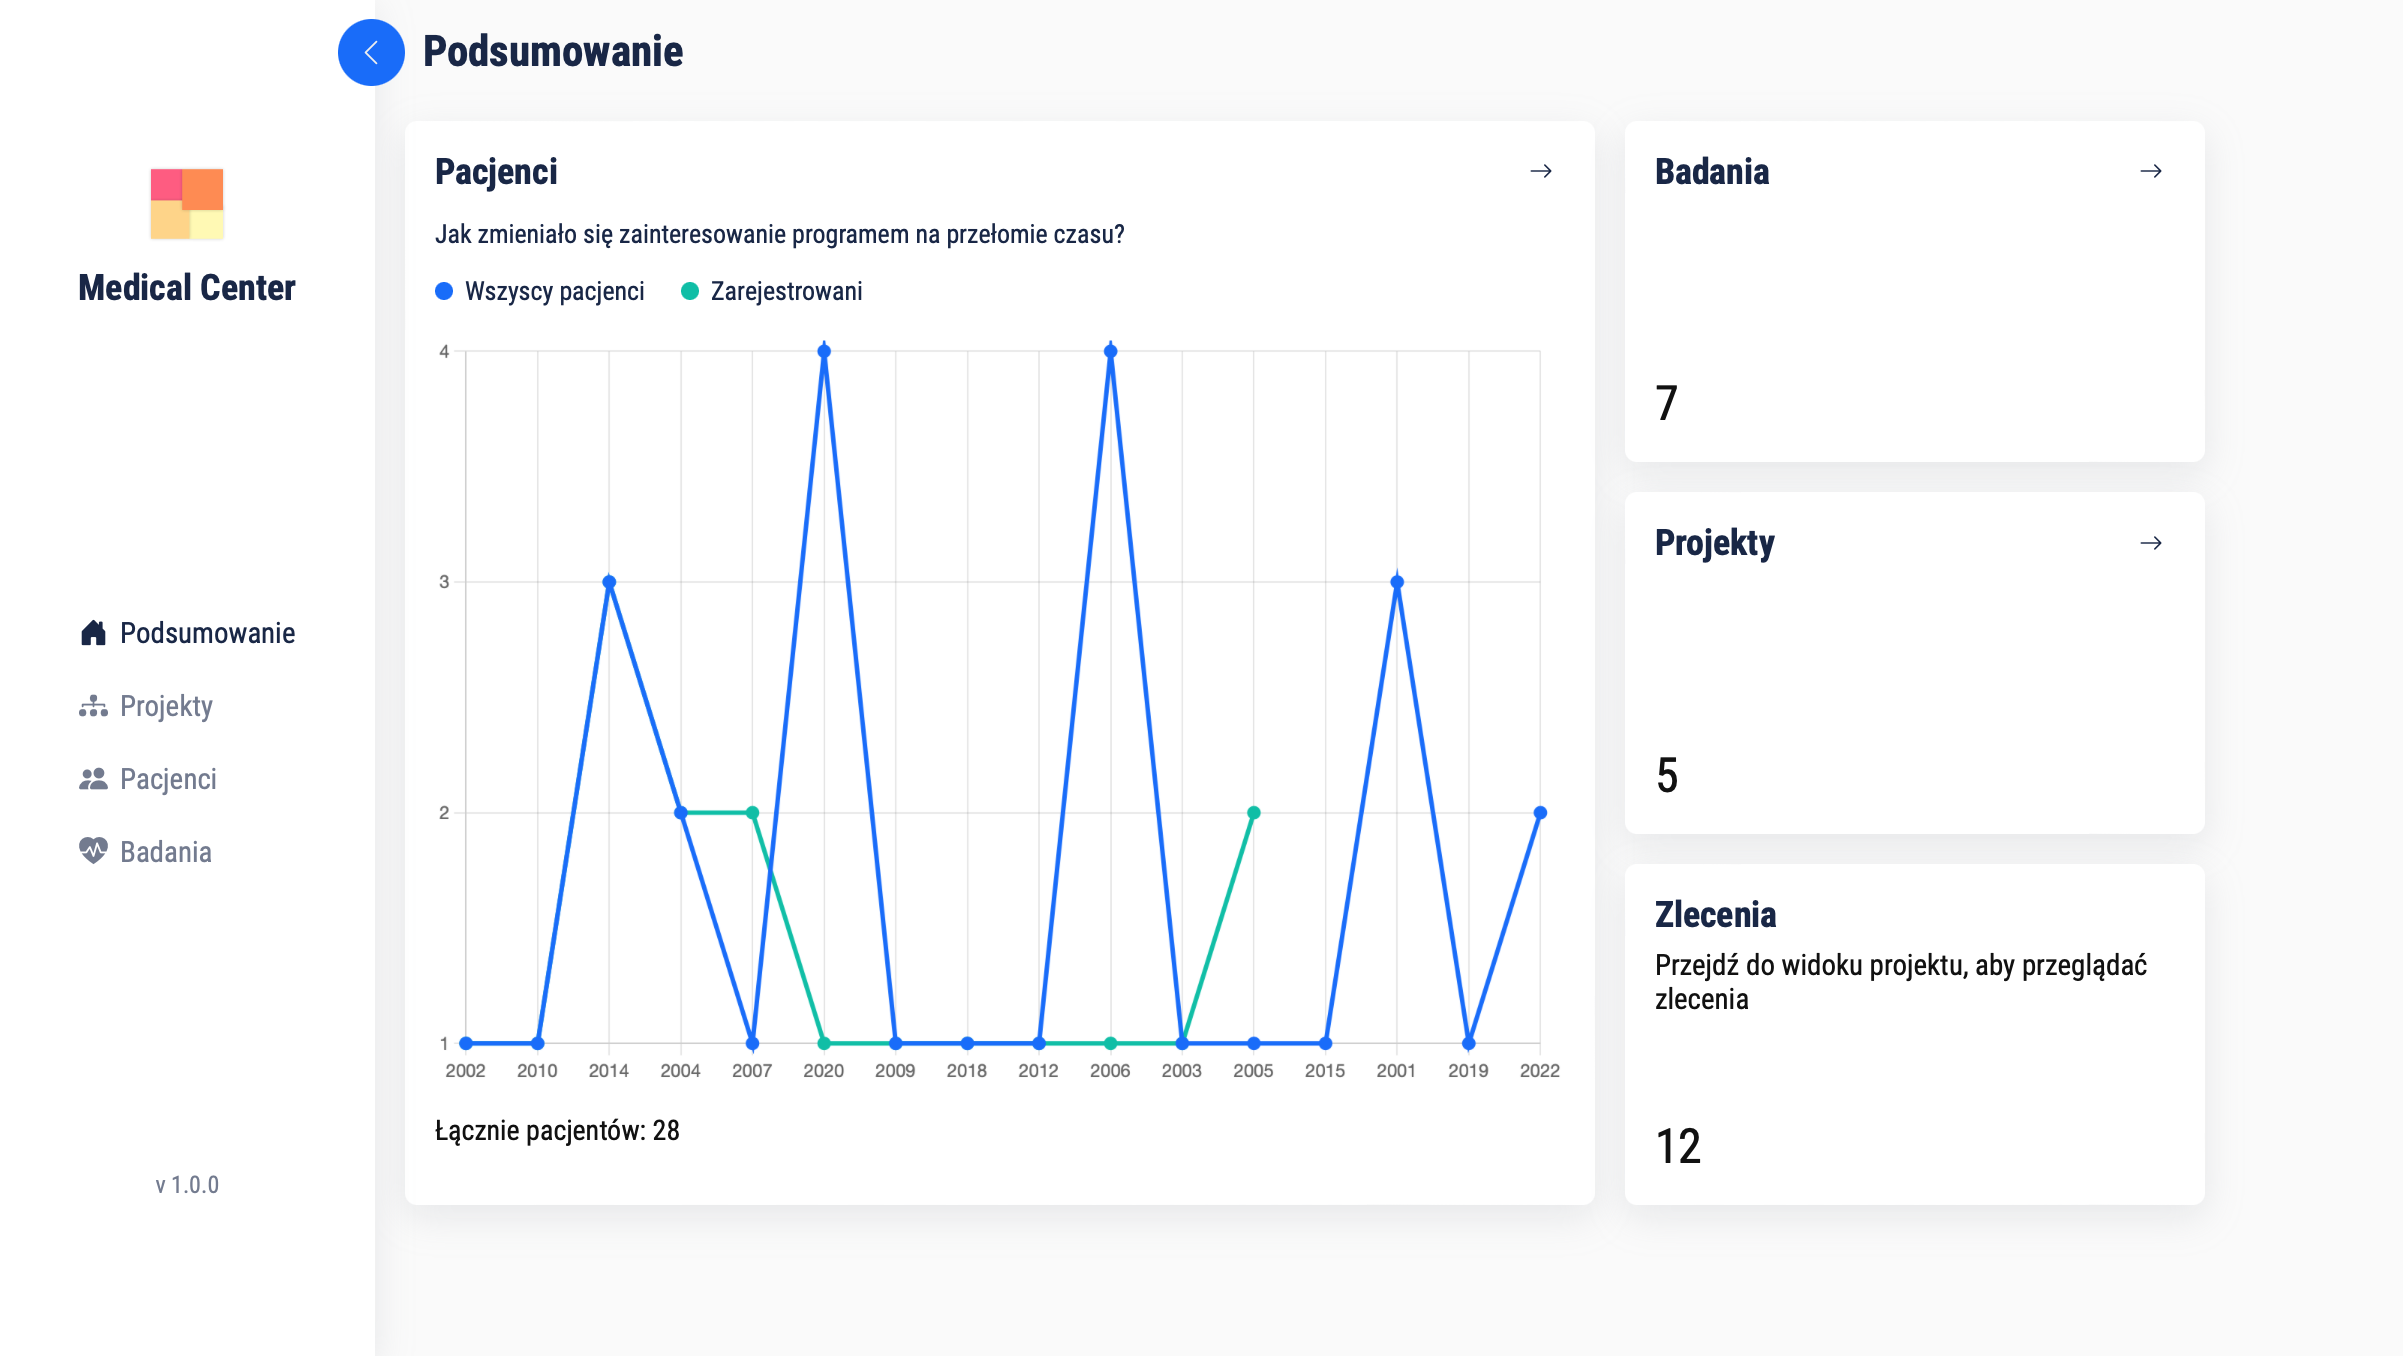 Podsumowanie
Medical Center
Podsumowanie
Projekty
Pacjenci
Badania
v 1.0.0
Pacjenci
Jak zmieniało się zainteresowanie programem na przełomie czasu?
Wszyscy pacjenci Zarejestrowani
4
3
2
1
2002 2010 2014 2004 2007 2020 2009 2018 2012 2006 2003 2005 2015 2001 2019 2022
Łącznie pacjentów: 28
Badania
7
Projekty
5
Zlecenia
Przejdź do widoku projektu, aby przeglądać
zlecenia
12